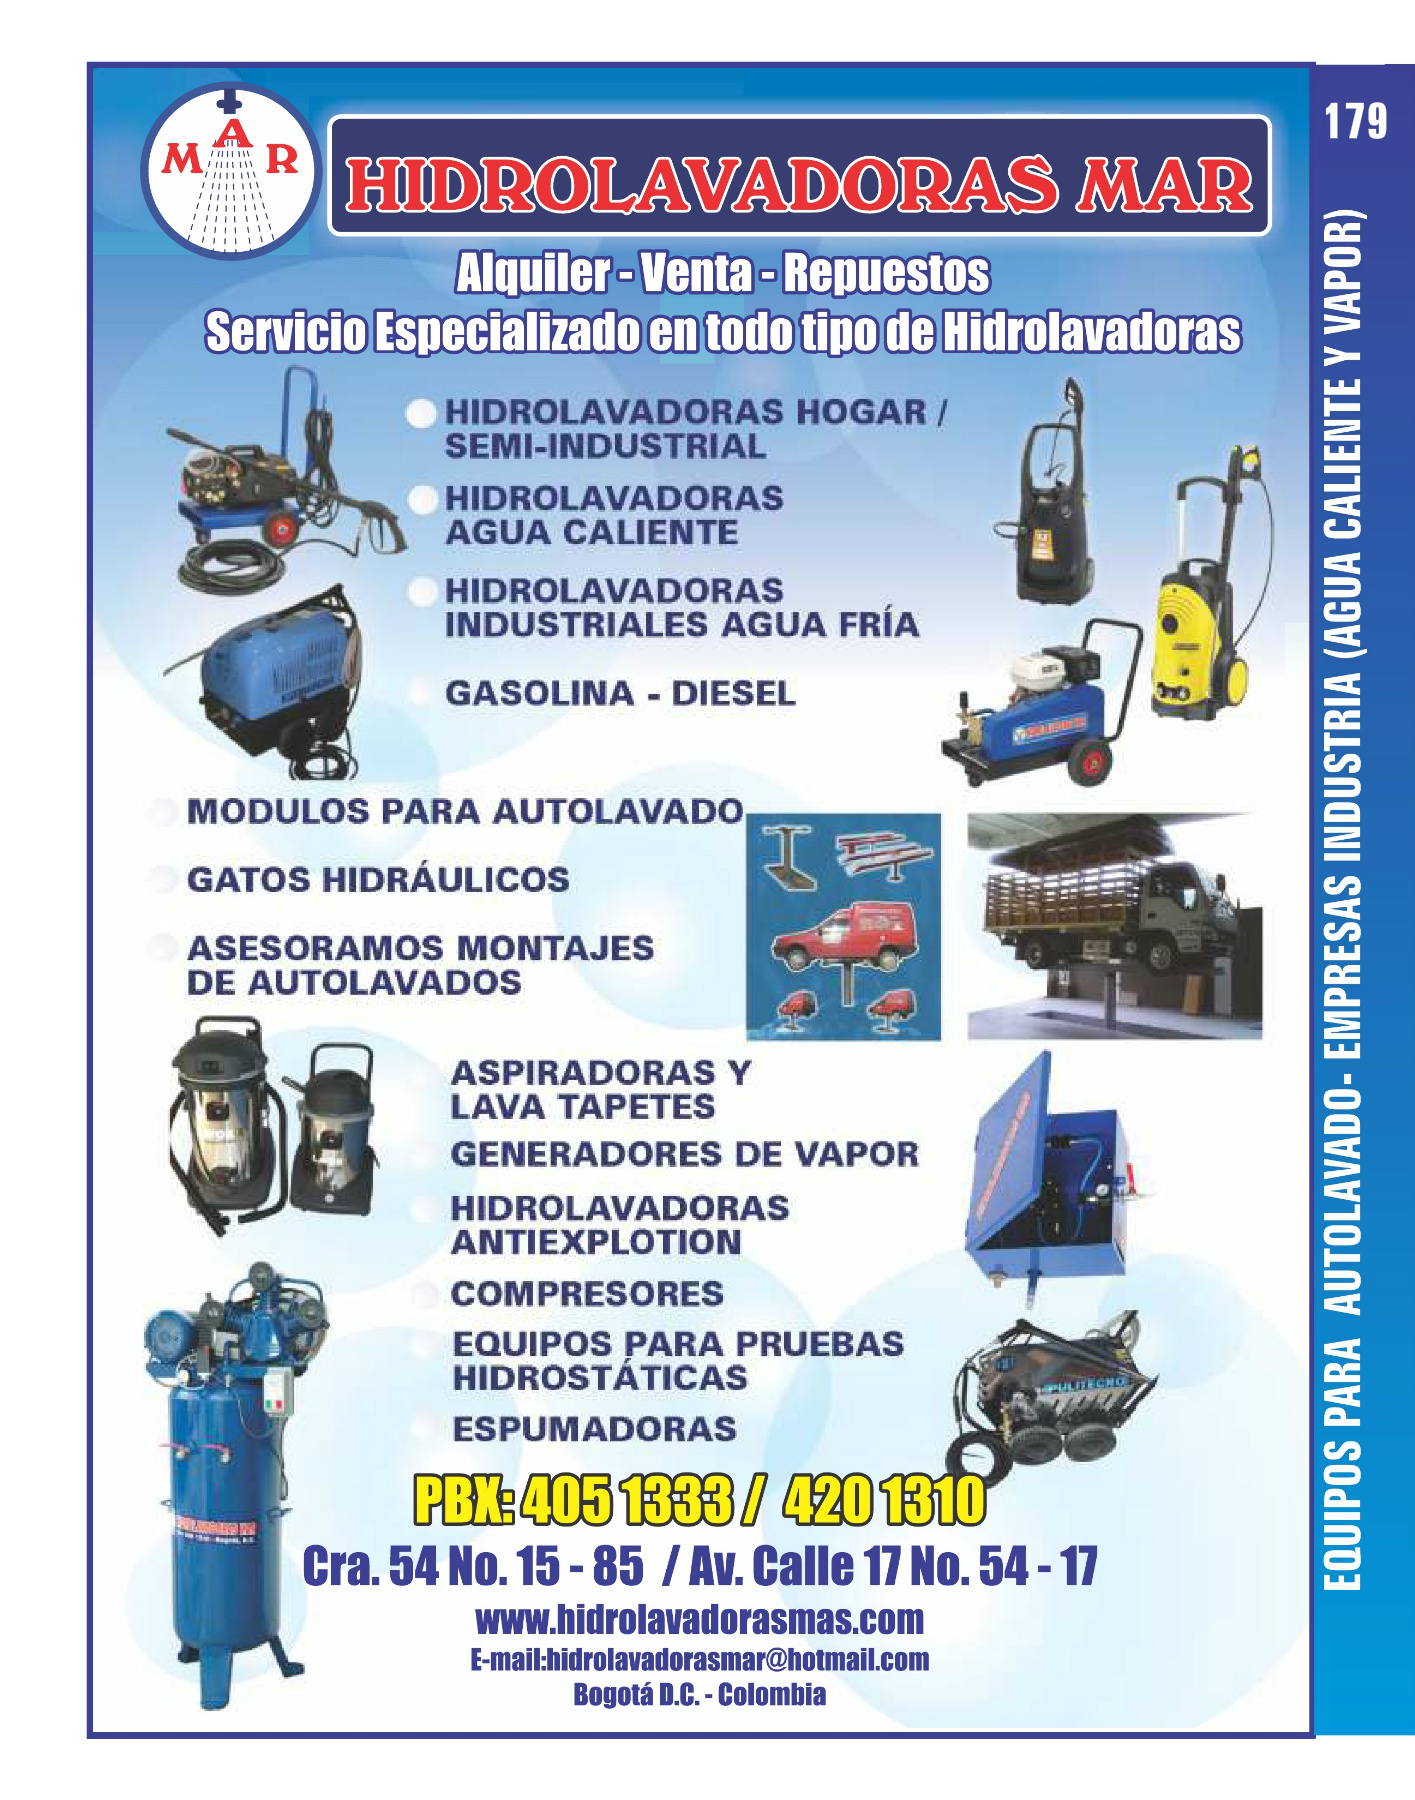 179
MAR
HIDROLAVADORAS MAR
Alquiler - Venta - Repuestos
Servicio Especializado en todo tipo de Hidrolavadoras
HIDROLAVADORAS HOGAR /
SEMI-INDUSTRIAL
HIDROLAVADORAS
AGUA CALIENTE
HIDROLAVADORAS
INDUSTRIALES AGUA FRÍA
GASOLINA - DIESEL
MODULOS PARA AUTOLAVADO
GATOS HIDRÁULICOS
ASESORAMOS MONTAJES
DE AUTOLAVADOS
ASPIRADORAS Y
LAVA TAPETES
GENERADORES DE VAPOR
HIDROLAVADORAS
ANTIEXPLOTION
COMPRESORES
EQUIPOS PARA PRUEBAS
HIDROSTÁTICAS
ESPUMADORAS
PULITECNO
PBX: 405 1333 / 420 1310
Cra. 54 No. 15 - 85 / Av. Calle 17 No. 54 - 17
www.hidrolavadorasmas.com
E-mail:hidrolavadorasmar@hotmail.com
Bogotá D.C. - Colombia
EQUIPOS PARA AUTOLAVADO- EMPRESAS INDUSTRIA (AGUA CALIENTE Y VAPOR)